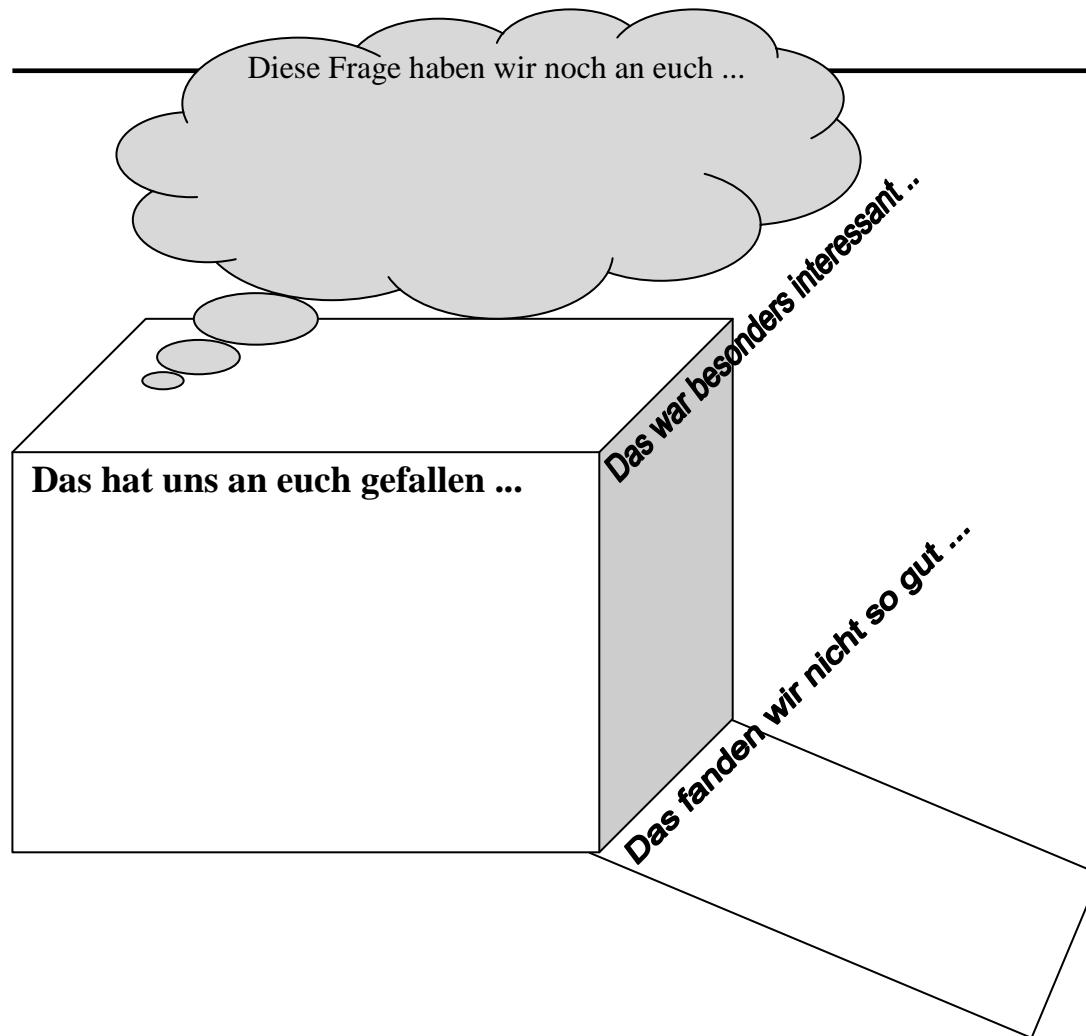 Diese Frage haben wir noch an euch ...
Das war besonders interessant ..
Das hat uns an euch gefallen ...
Das fanden wir nicht so gut ...